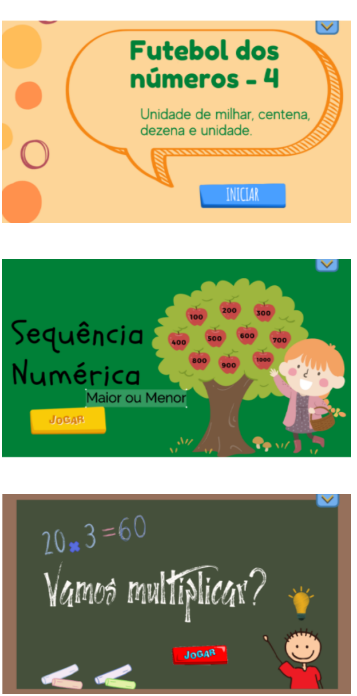 Futebol dos
números - 4
Unidade de milhar, centena,
dezena e unidade.
INICIAR
Sequência
Numérica
Maior ou Menor
JOGAR
100 200 300
400 500 600 700
800 900 1000
20 x 3 = 60
Vamos multiplicar?
JOGAR